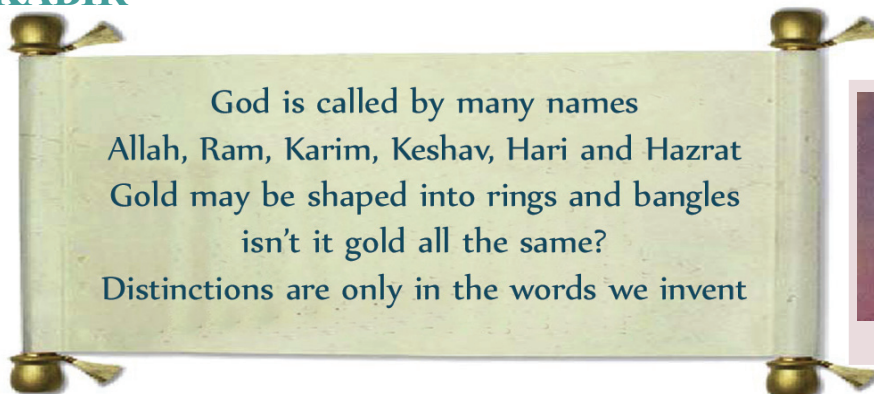 KABIR
God is called by many names
Allah, Ram, Karim, Keshav, Hari and Hazrat
Gold may be shaped into rings and bangles
isn't it gold all the same?
Distinctions are only in the words we invent